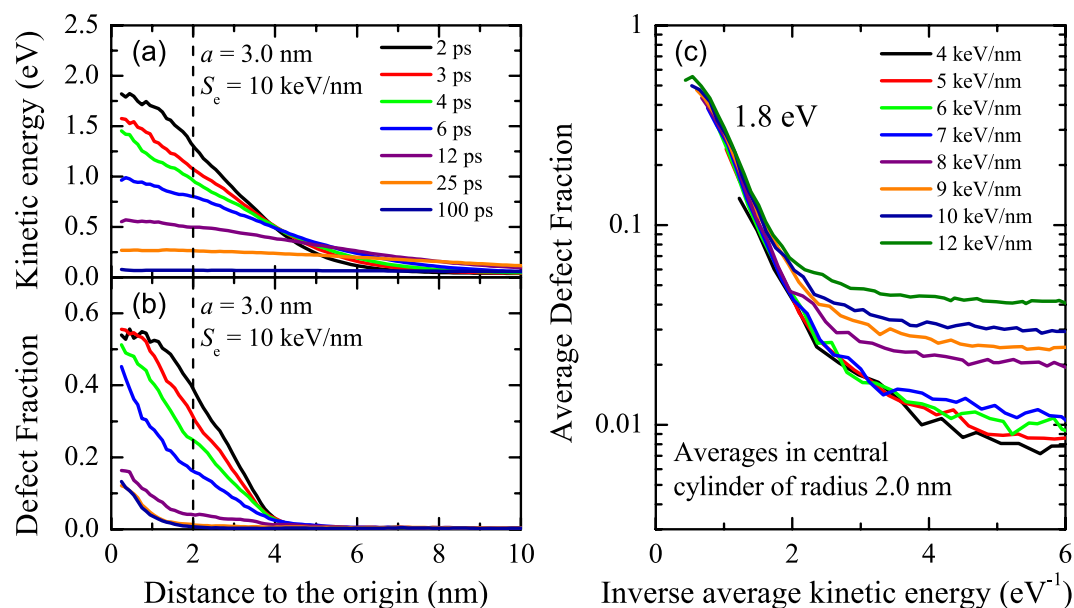 (a)
a = 3.0 nm
Sₑ = 10 keV/nm
2 ps
3 ps
4 ps
6 ps
12 ps
25 ps
100 ps
Kinetic energy (eV)
2.5
2.0
1.5
1.0
0.5
0.0
(b)
a = 3.0 nm
Sₑ = 10 keV/nm
Defect Fraction
0.6
0.4
0.2
0.0
0
2
4
6
8
10
Distance to the origin (nm)
(c)
1.8 eV
4 keV/nm
5 keV/nm
6 keV/nm
7 keV/nm
8 keV/nm
9 keV/nm
10 keV/nm
12 keV/nm
Average Defect Fraction
1
0.1
0.01
Averages in central
cylinder of radius 2.0 nm
0
2
4
6
Inverse average kinetic energy (eV⁻¹)